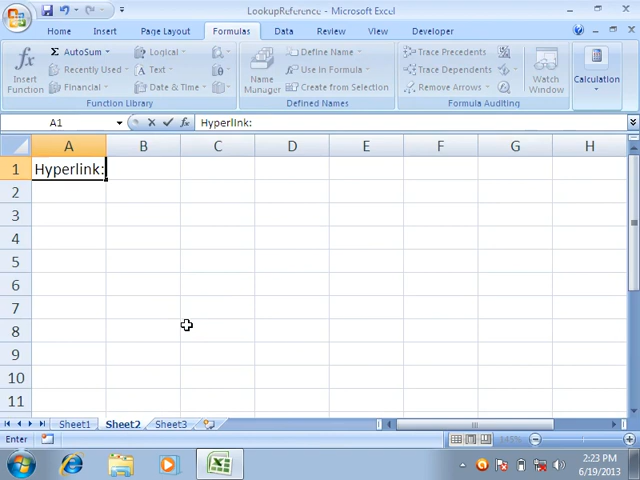 LookupReference - Microsoft Excel
Home Insert Page Layout Formulas Data Review View Developer
Insert Function
Σ AutoSum
Recently Used
Financial
Logical
Text
Date & Time
Function Library
Name Manager
Define Name
Use in Formula
Create from Selection
Defined Names
Trace Precedents
Trace Dependents
Remove Arrows
Formula Auditing
Watch Window
Calculation
A1 fx Hyperlink:
A B C D E F G H
1 Hyperlink:
2
3
4
5
6
7
8
9
10
11
Sheet1 Sheet2 Sheet3
Enter 145%
2:23 PM
6/19/2013